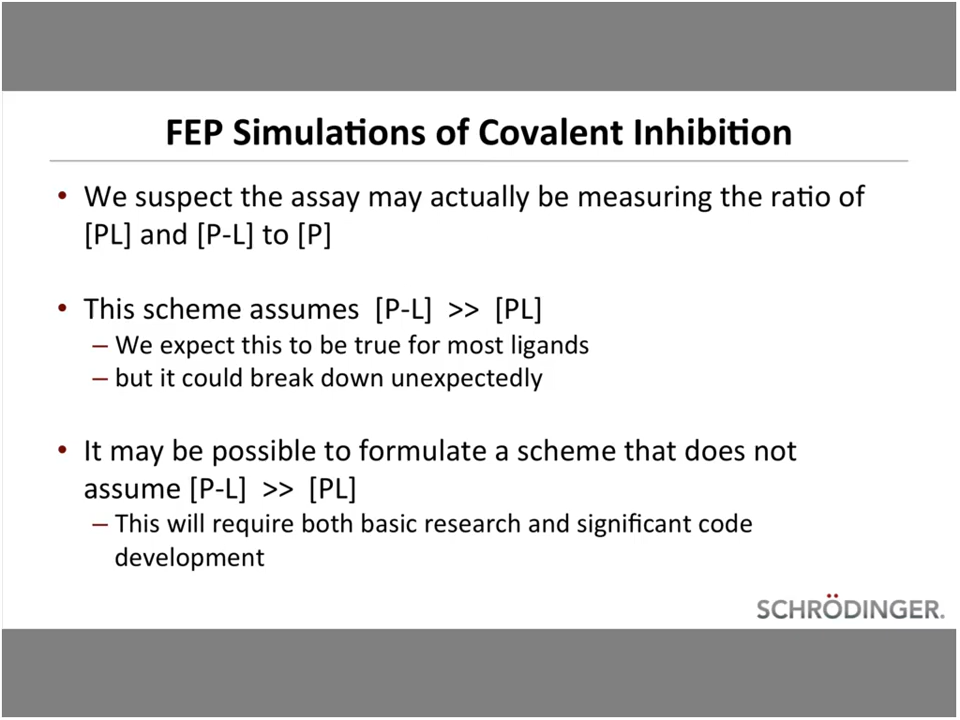 FEP Simulations of Covalent Inhibition
• We suspect the assay may actually be measuring the ratio of
[PL] and [P-L] to [P]
• This scheme assumes [P-L] >> [PL]
– We expect this to be true for most ligands
– but it could break down unexpectedly
• It may be possible to formulate a scheme that does not
assume [P-L] >> [PL]
– This will require both basic research and significant code
development
SCHRÖDINGER.